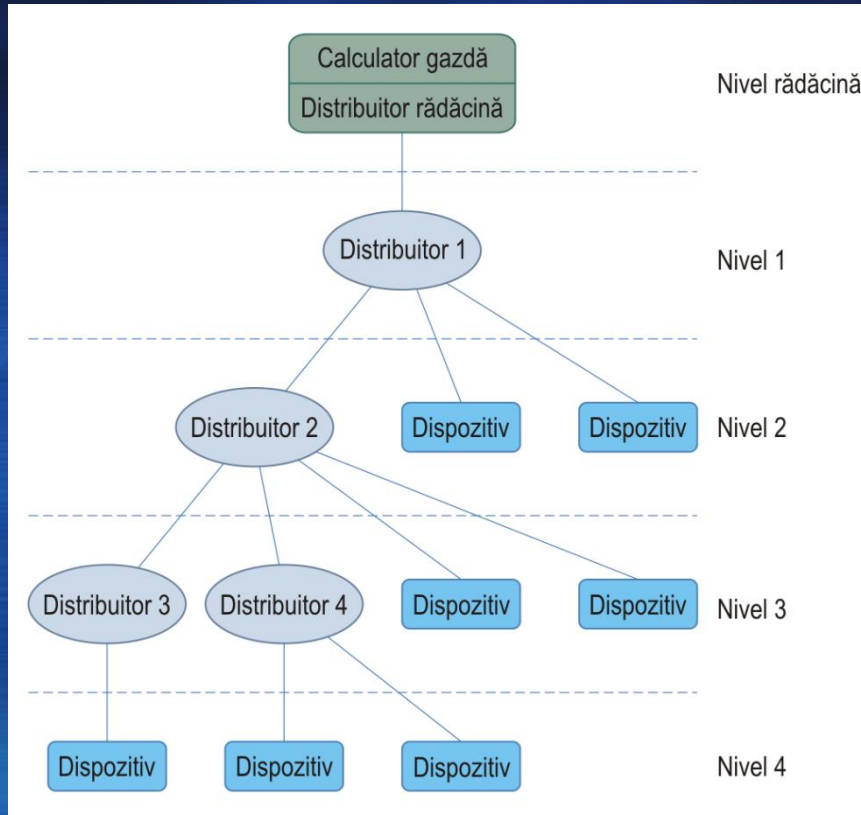 Calculator gazdă
Distribuitor rădăcină
Nivel rădăcină
Distribuitor 1
Nivel 1
Distribuitor 2
Dispozitiv
Dispozitiv
Nivel 2
Distribuitor 3
Distribuitor 4
Dispozitiv
Dispozitiv
Nivel 3
Dispozitiv
Dispozitiv
Dispozitiv
Nivel 4